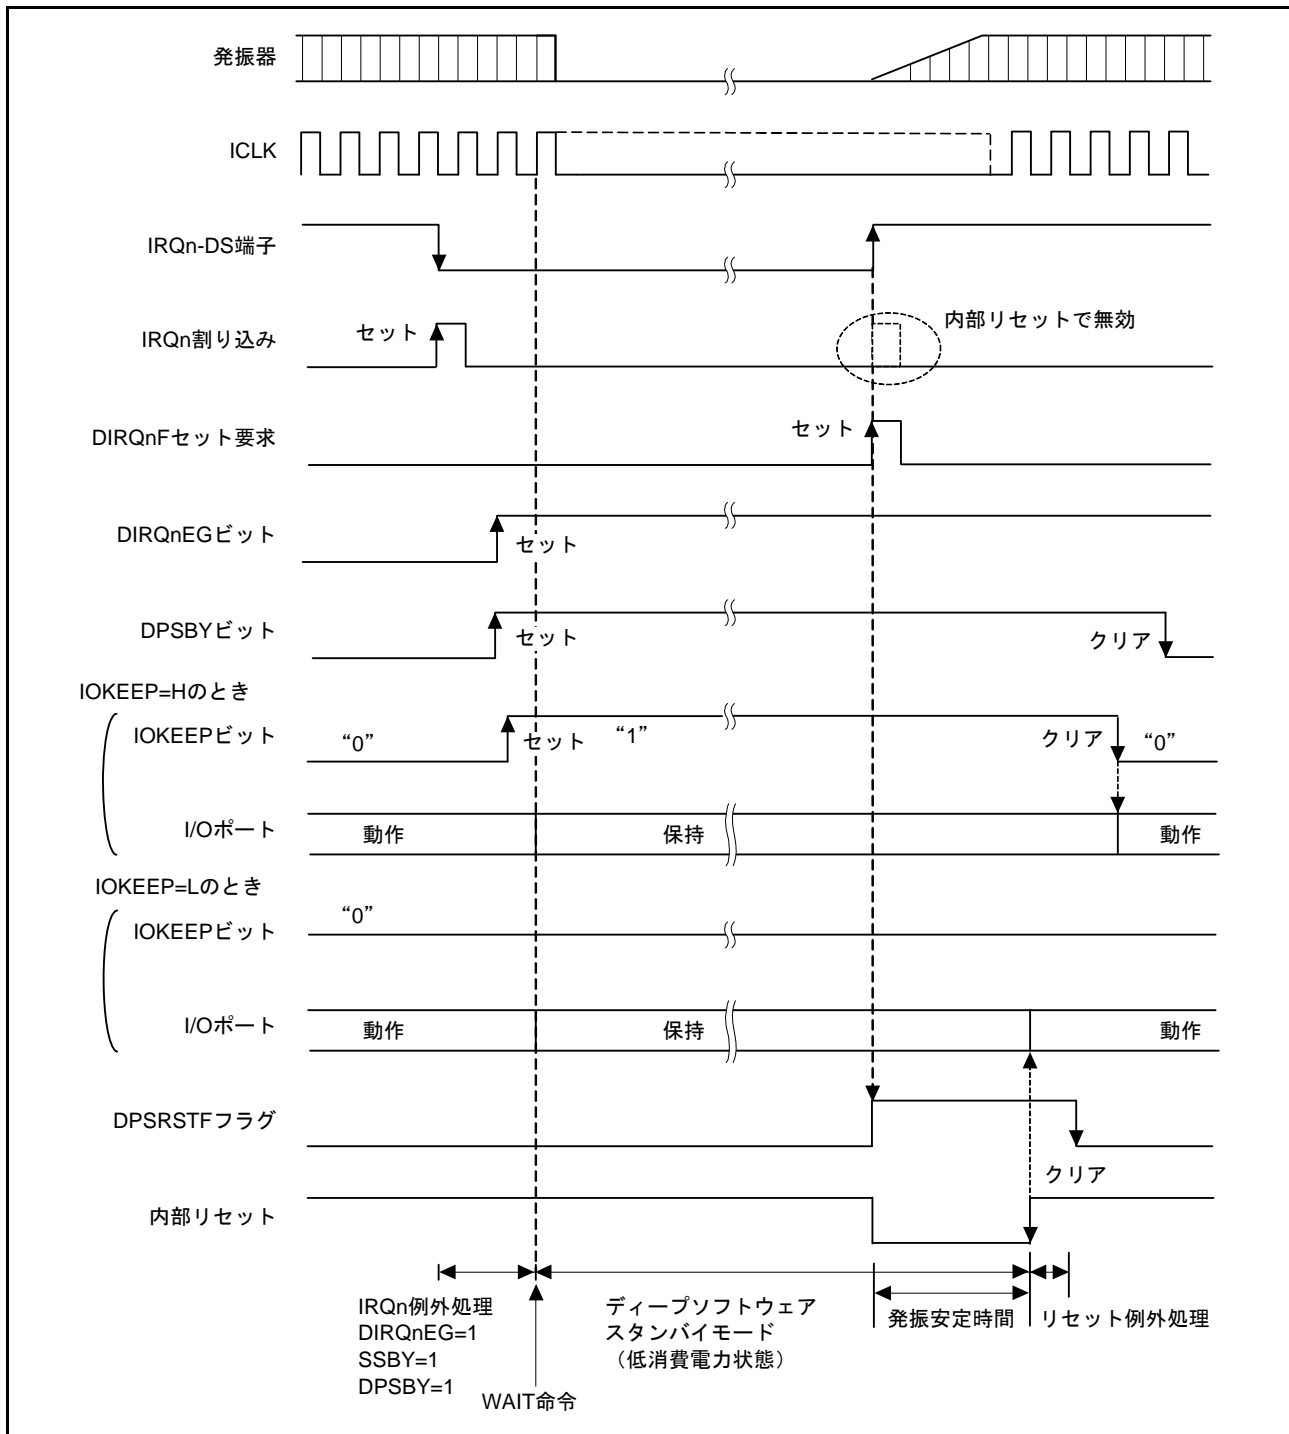 発振器
ICLK
IRQn-DS端子
IRQn割り込み
セット
内部リセットで無効
DIRQnFセット要求
セット
DIRQnEGビット
セット
DPSBYビット
セット
クリア
IOKEEP=Hのとき
IOKEEPビット
“0”
セット
“1”
クリア
“0”
I/Oポート
動作
保持
動作
IOKEEP=Lのとき
IOKEEPビット
“0”
I/Oポート
動作
保持
動作
DPSRSTFフラグ
クリア
内部リセット
IRQn例外処理
DIRQnEG=1
SSBY=1
DPSBY=1
WAIT命令
ディープソフトウェア
スタンバイモード
（低消費電力状態）
発振安定時間
リセット例外処理